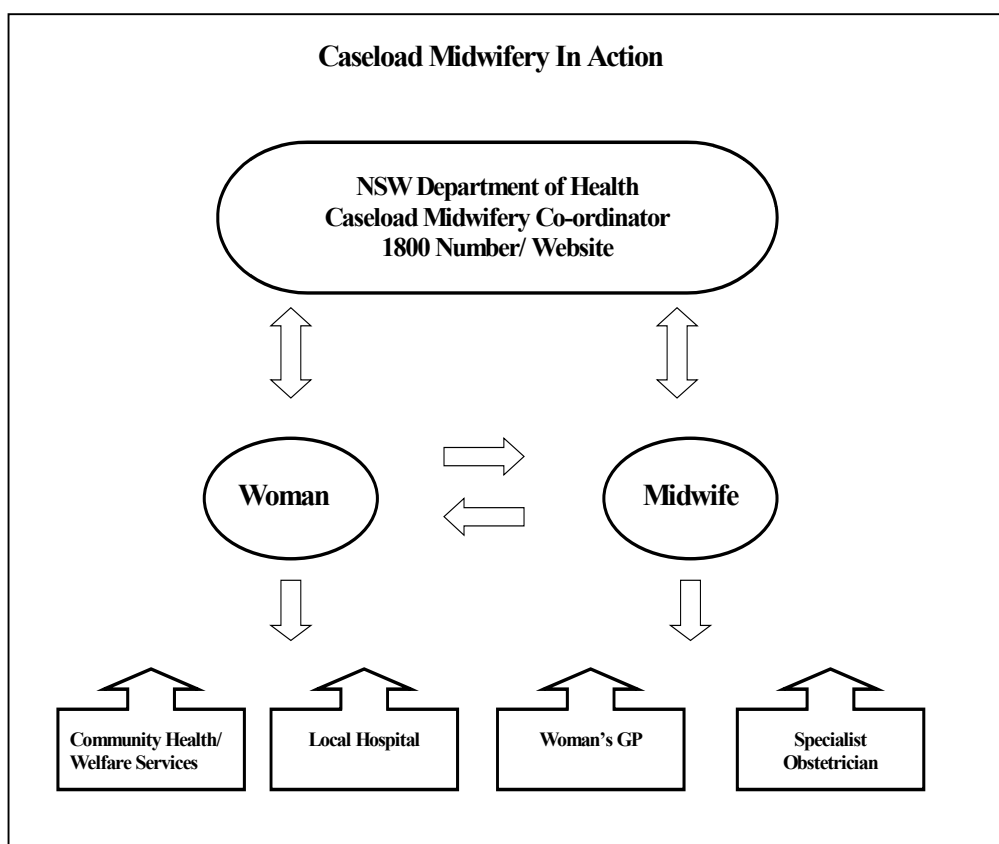 Caseload Midwifery In Action
NSW Department of Health
Caseload Midwifery Co-ordinator
1800 Number/ Website
Woman
Midwife
Community Health/
Welfare Services
Local Hospital
Woman's GP
Specialist
Obstetrician